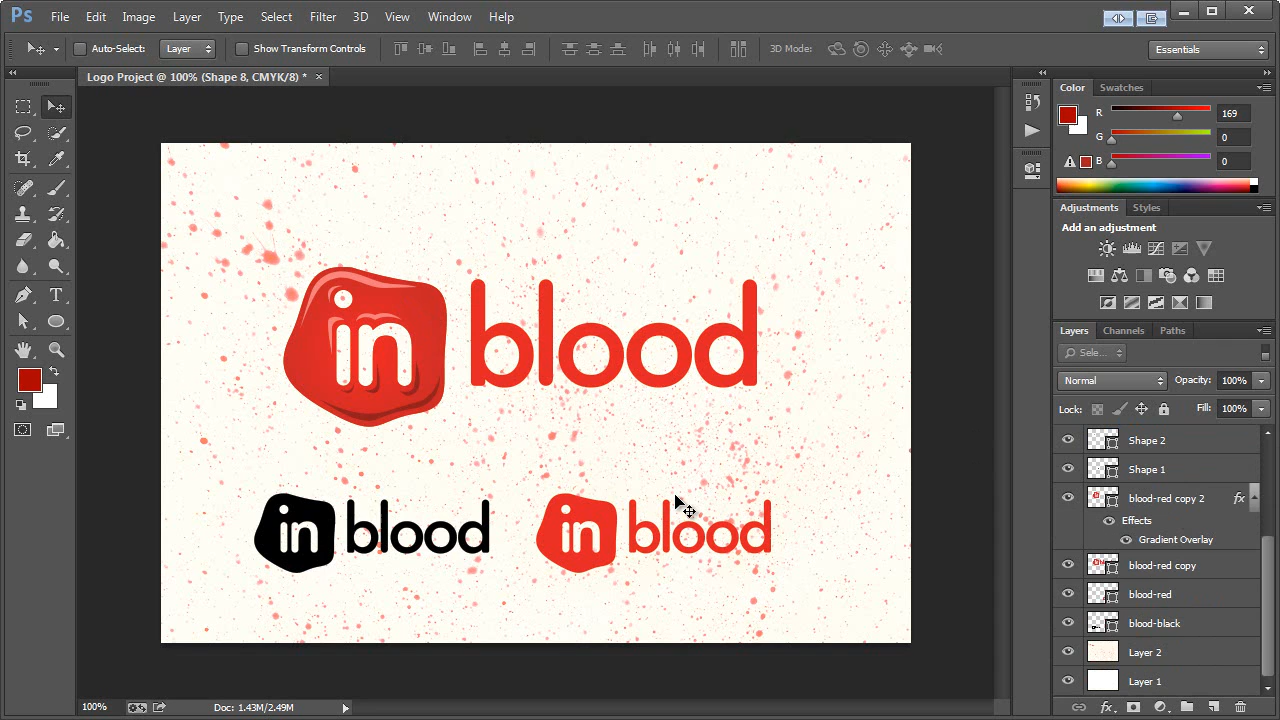 Ps File Edit Image Layer Type Select Filter 3D View Window Help
Auto-Select: Layer Show Transform Controls 3D Mode: Essentials
Logo Project @ 100% (Shape 8, CMYK/8) * ×
Color Swatches
R 169
G 0
B 0
Adjustments Styles
Add an adjustment
Layers Channels Paths
Sele...
Normal Opacity: 100%
Lock: Fill: 100%
Shape 2
Shape 1
blood-red copy 2 fx
Effects
Gradient Overlay
blood-red copy
blood-red
blood-black
Layer 2
Layer 1
in blood
in blood in blood
100% Doc: 1.43M/2.49M